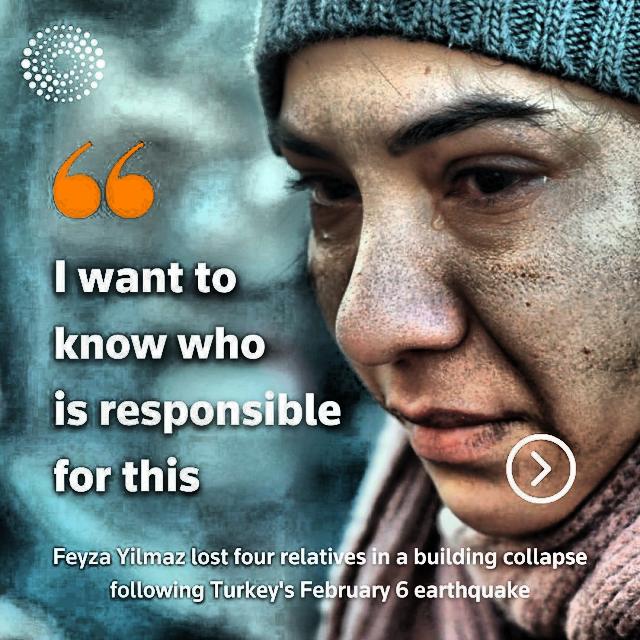 I want to
know who
is responsible
for this
Feyza Yilmaz lost four relatives in a building collapse
following Turkey's February 6 earthquake